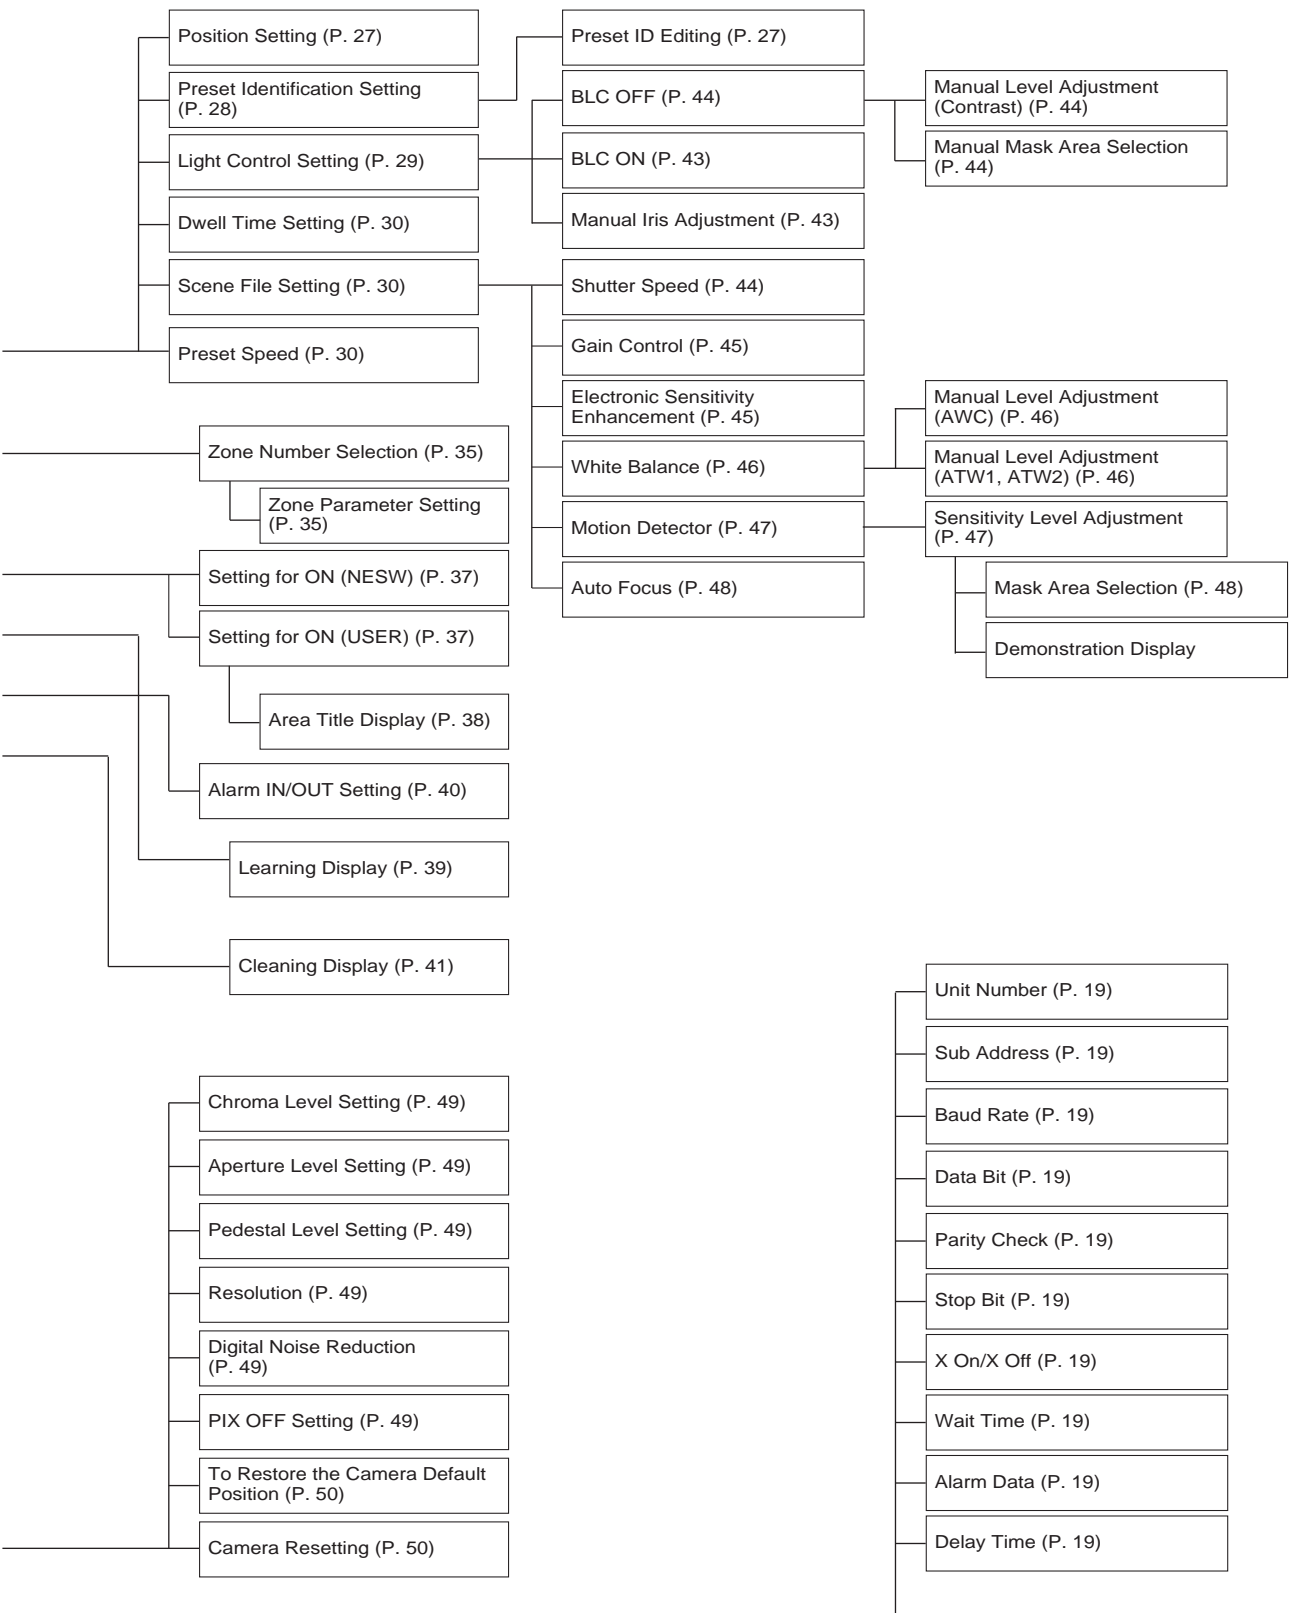 Position Setting (P. 27)
Preset Identification Setting
(P. 28)
Light Control Setting (P. 29)
Dwell Time Setting (P. 30)
Scene File Setting (P. 30)
Preset Speed (P. 30)
Preset ID Editing (P. 27)
BLC OFF (P. 44)
BLC ON (P. 43)
Manual Iris Adjustment (P. 43)
Manual Level Adjustment
(Contrast) (P. 44)
Manual Mask Area Selection
(P. 44)
Shutter Speed (P. 44)
Gain Control (P. 45)
Electronic Sensitivity
Enhancement (P. 45)
White Balance (P. 46)
Motion Detector (P. 47)
Auto Focus (P. 48)
Manual Level Adjustment
(AWC) (P. 46)
Manual Level Adjustment
(ATW1, ATW2) (P. 46)
Sensitivity Level Adjustment
(P. 47)
Mask Area Selection (P. 48)
Demonstration Display
Zone Number Selection (P. 35)
Zone Parameter Setting
(P. 35)
Setting for ON (NESW) (P. 37)
Setting for ON (USER) (P. 37)
Area Title Display (P. 38)
Alarm IN/OUT Setting (P. 40)
Learning Display (P. 39)
Cleaning Display (P. 41)
Chroma Level Setting (P. 49)
Aperture Level Setting (P. 49)
Pedestal Level Setting (P. 49)
Resolution (P. 49)
Digital Noise Reduction
(P. 49)
PIX OFF Setting (P. 49)
To Restore the Camera Default
Position (P. 50)
Camera Resetting (P. 50)
Unit Number (P. 19)
Sub Address (P. 19)
Baud Rate (P. 19)
Data Bit (P. 19)
Parity Check (P. 19)
Stop Bit (P. 19)
X On/X Off (P. 19)
Wait Time (P. 19)
Alarm Data (P. 19)
Delay Time (P. 19)